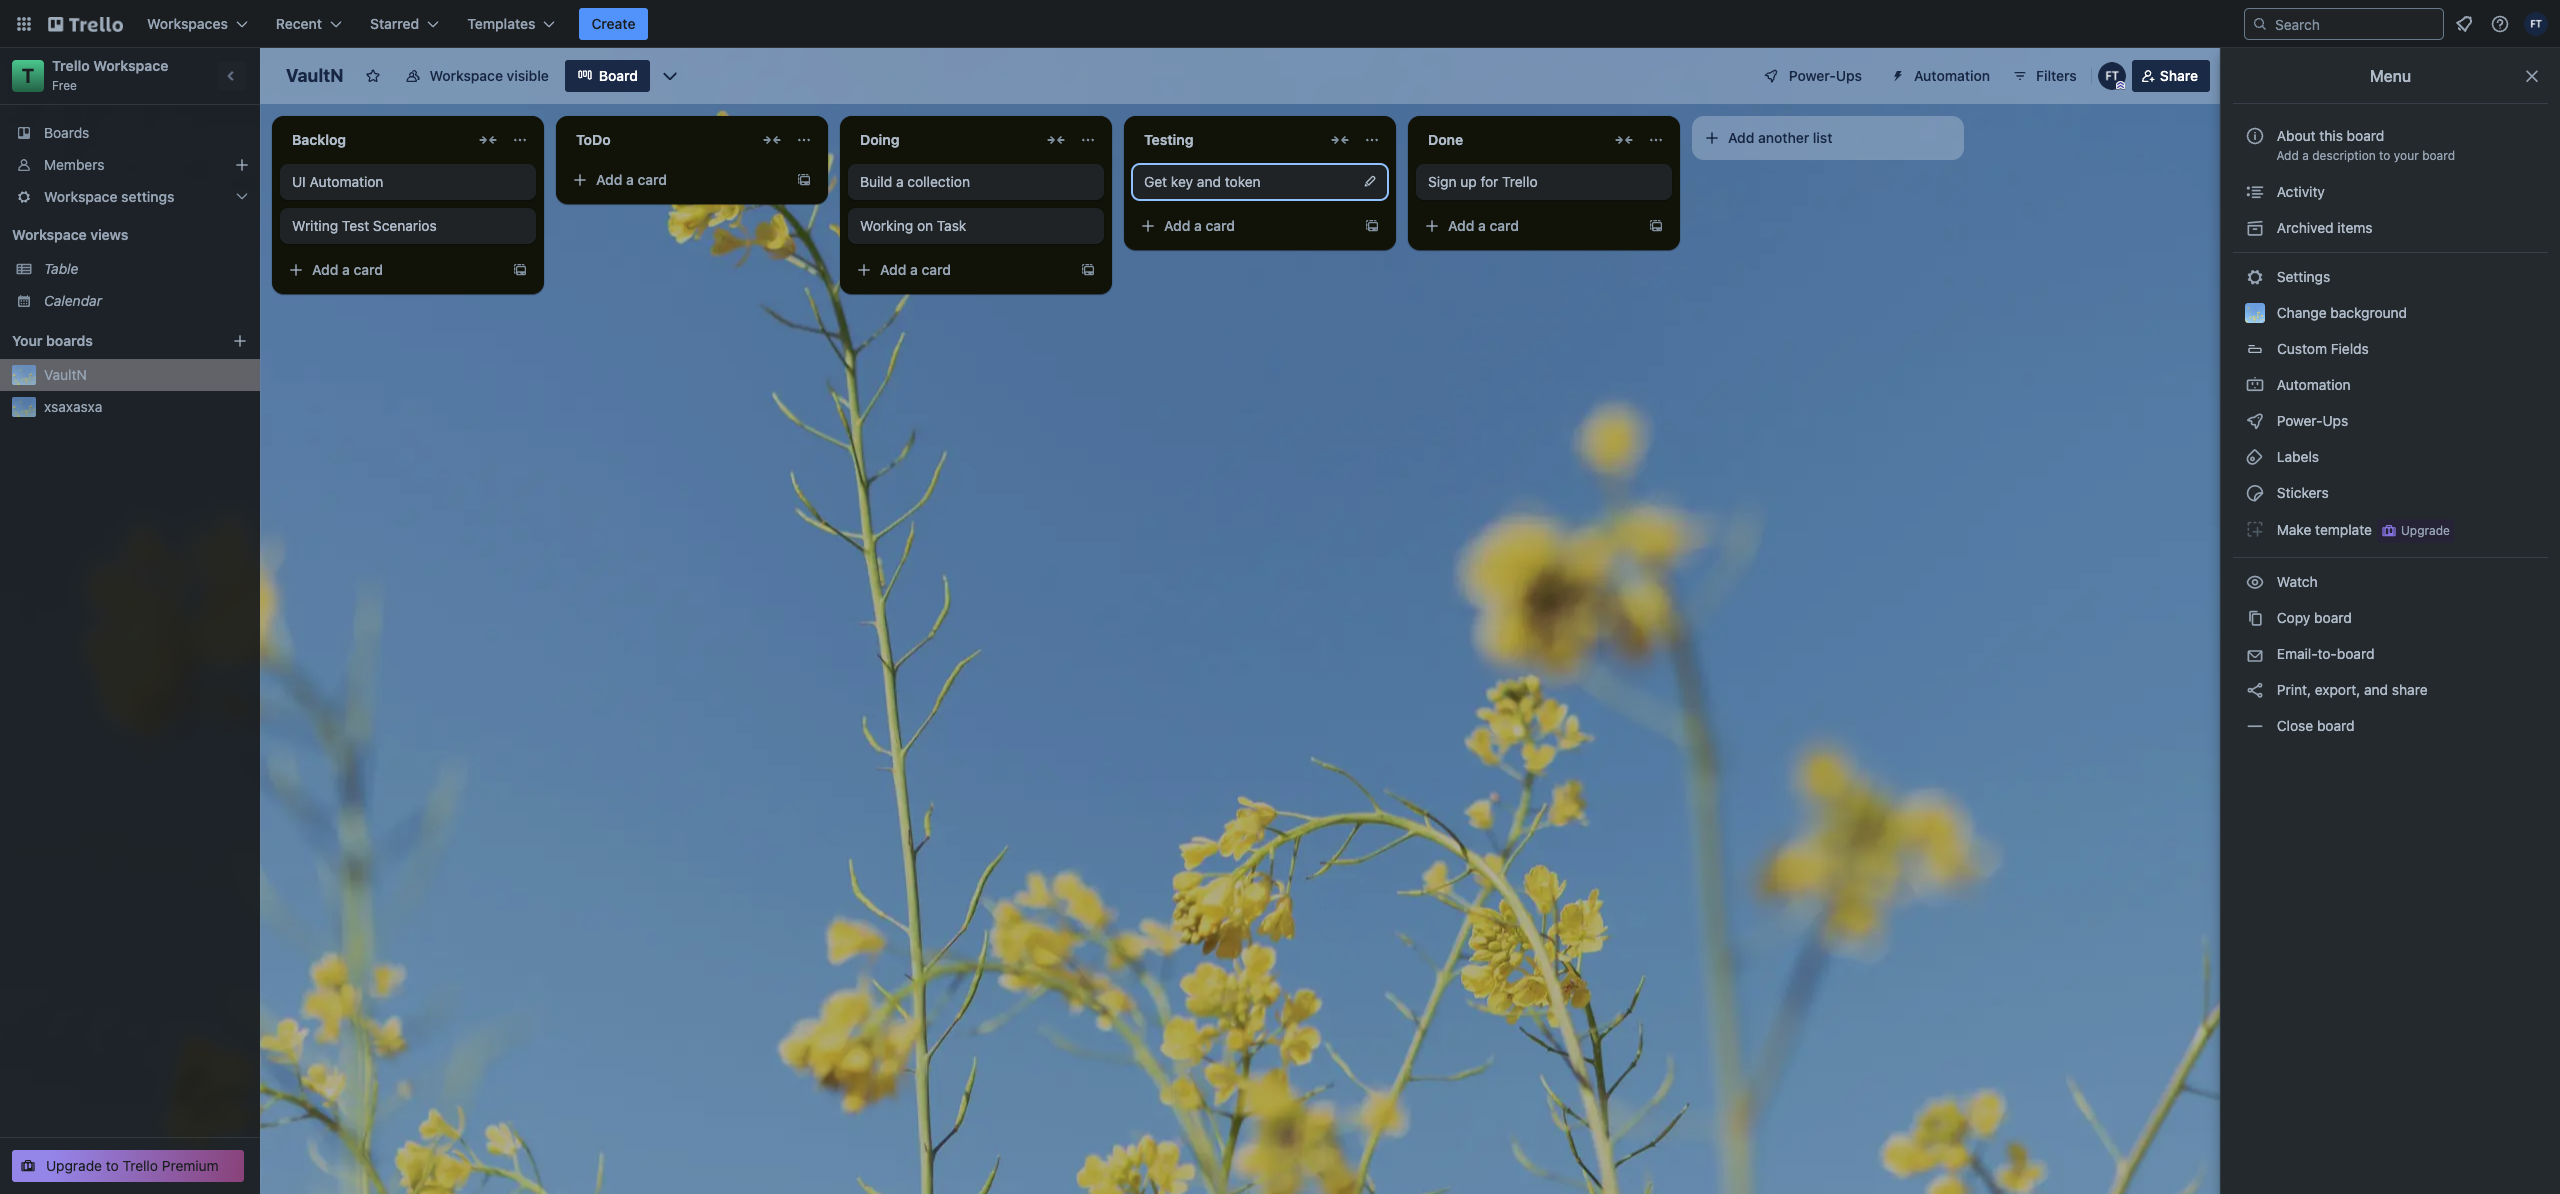 Trello
Workspaces
Recent
Starred
Templates
Create
Search
FT
T
Trello Workspace
Free
Boards
Members
Workspace settings
Workspace views
Table
Calendar
Your boards
VaultN
xsaxasxa
Upgrade to Trello Premium
VaultN
Workspace visible
Board
Power-Ups
Automation
Filters
FT
Share
Backlog
UI Automation
Writing Test Scenarios
Add a card
ToDo
Add a card
Doing
Build a collection
Working on Task
Add a card
Testing
Get key and token
Add a card
Done
Sign up for Trello
Add a card
Add another list
Menu
About this board
Add a description to your board
Activity
Archived items
Settings
Change background
Custom Fields
Automation
Power-Ups
Labels
Stickers
Make template Upgrade
Watch
Copy board
Email-to-board
Print, export, and share
Close board